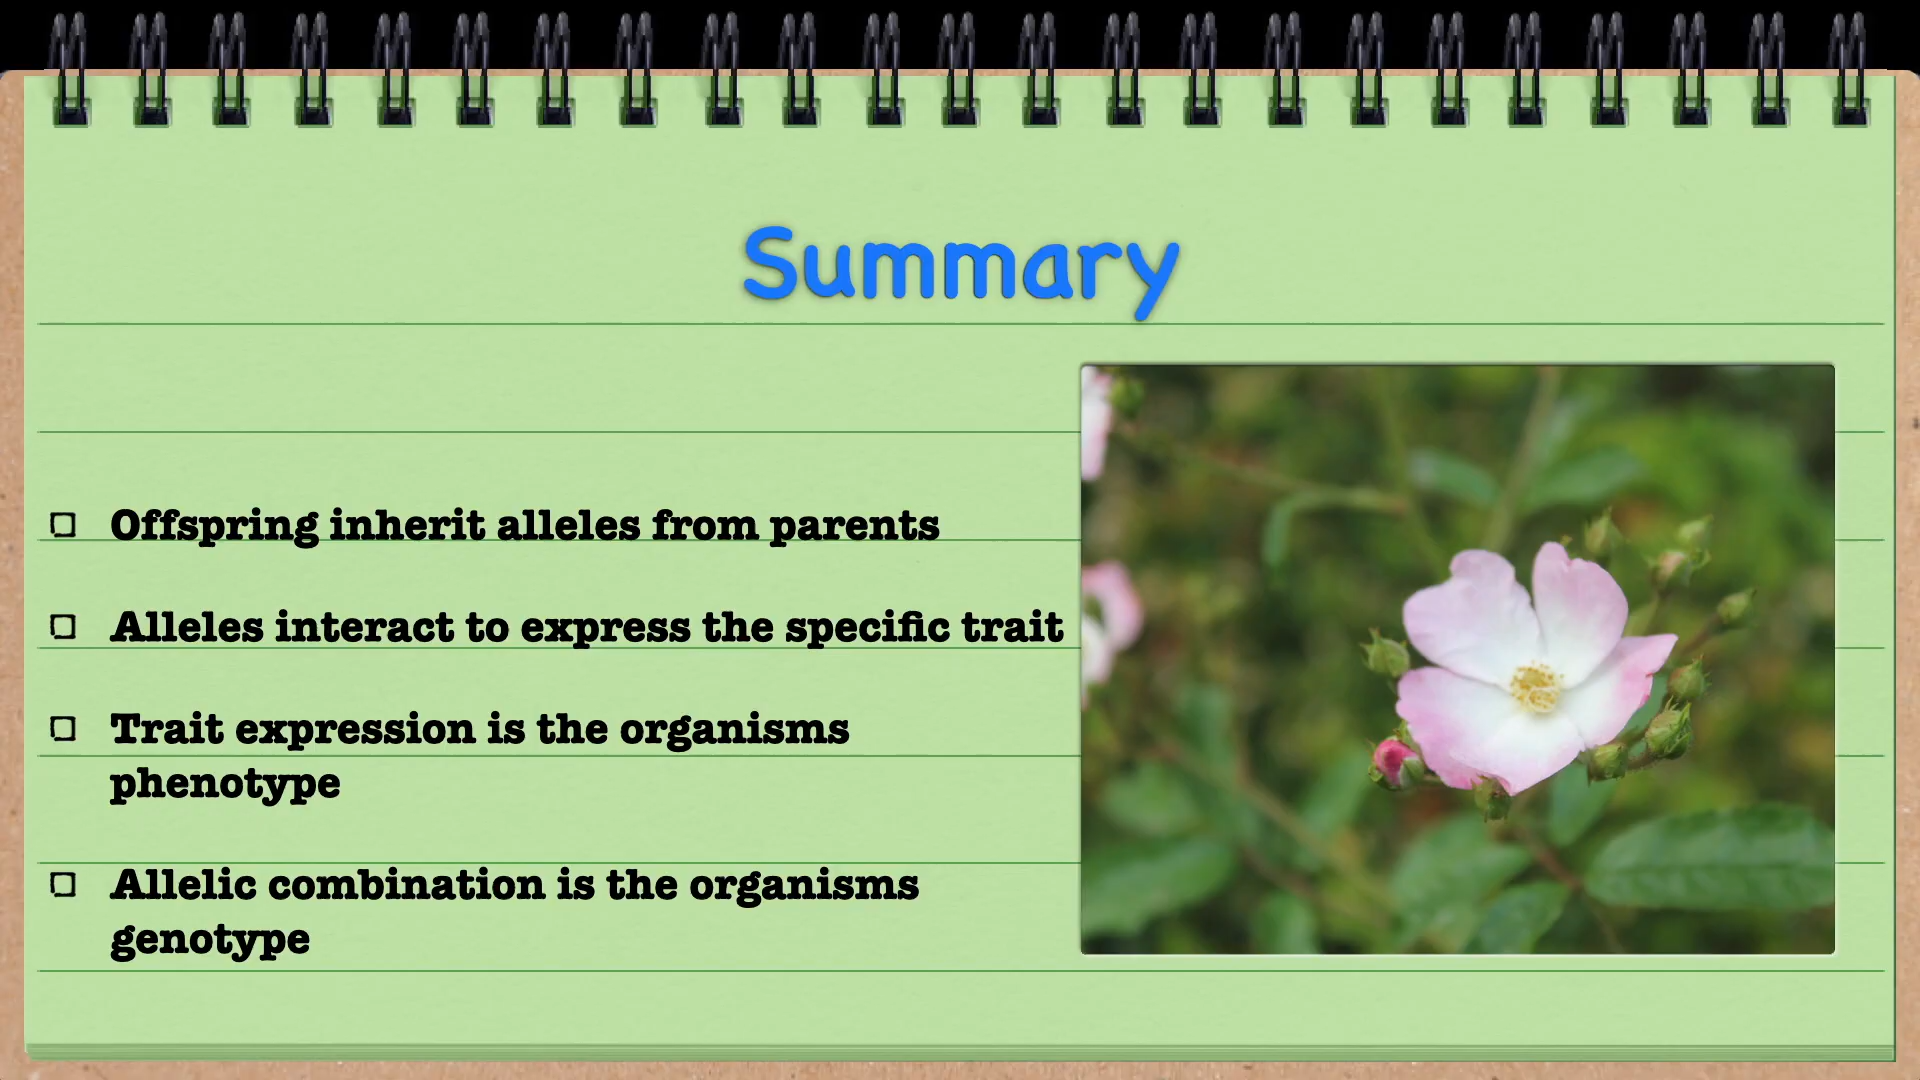 Summary
Offspring inherit alleles from parents
Alleles interact to express the specific trait
Trait expression is the organisms
phenotype
Allelic combination is the organisms
genotype